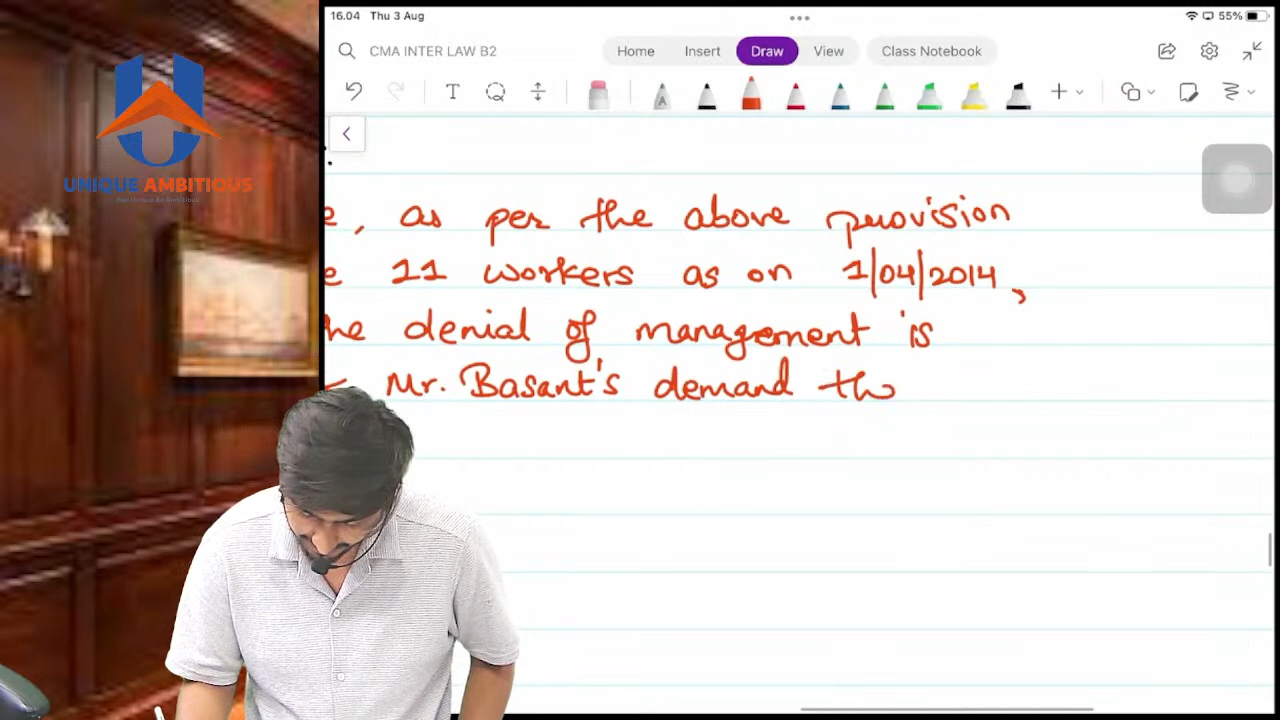 16.04 Thu 3 Aug
55%
CMA INTER LAW B2
Home Insert Draw View Class Notebook
UNIQUE AMBITIOUS
e, as per the above provision
e 11 workers as on 1/04/2014,
he denial of management is
Mr. Basant's demand th